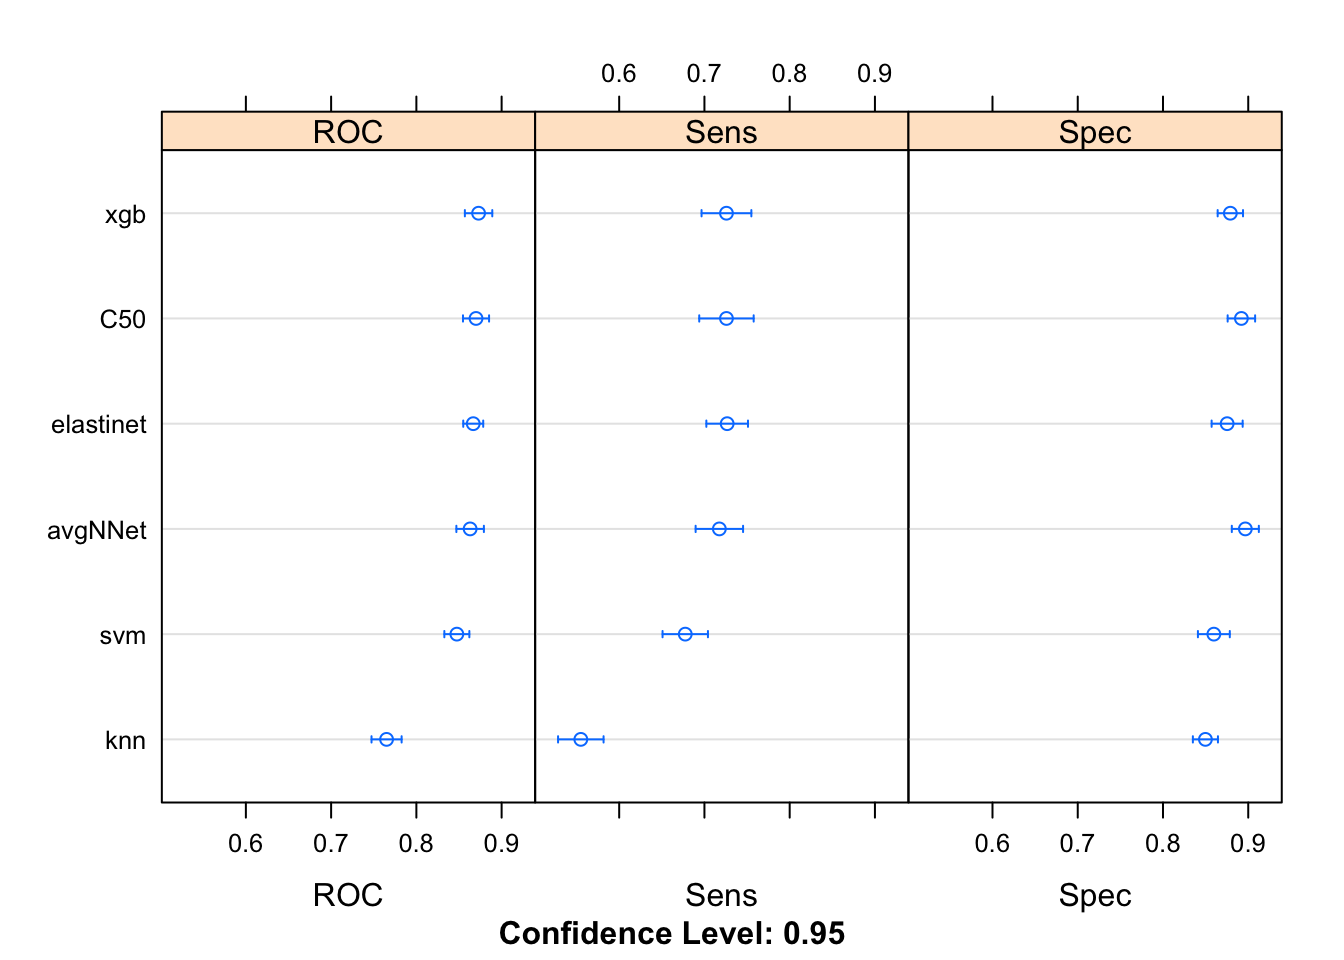 0.6 0.7 0.8 0.9
ROC Sens Spec
xgb
C50
elastinet
avgNNet
svm
knn
0.6 0.7 0.8 0.9 0.6 0.7 0.8 0.9
ROC Sens Spec
Confidence Level: 0.95